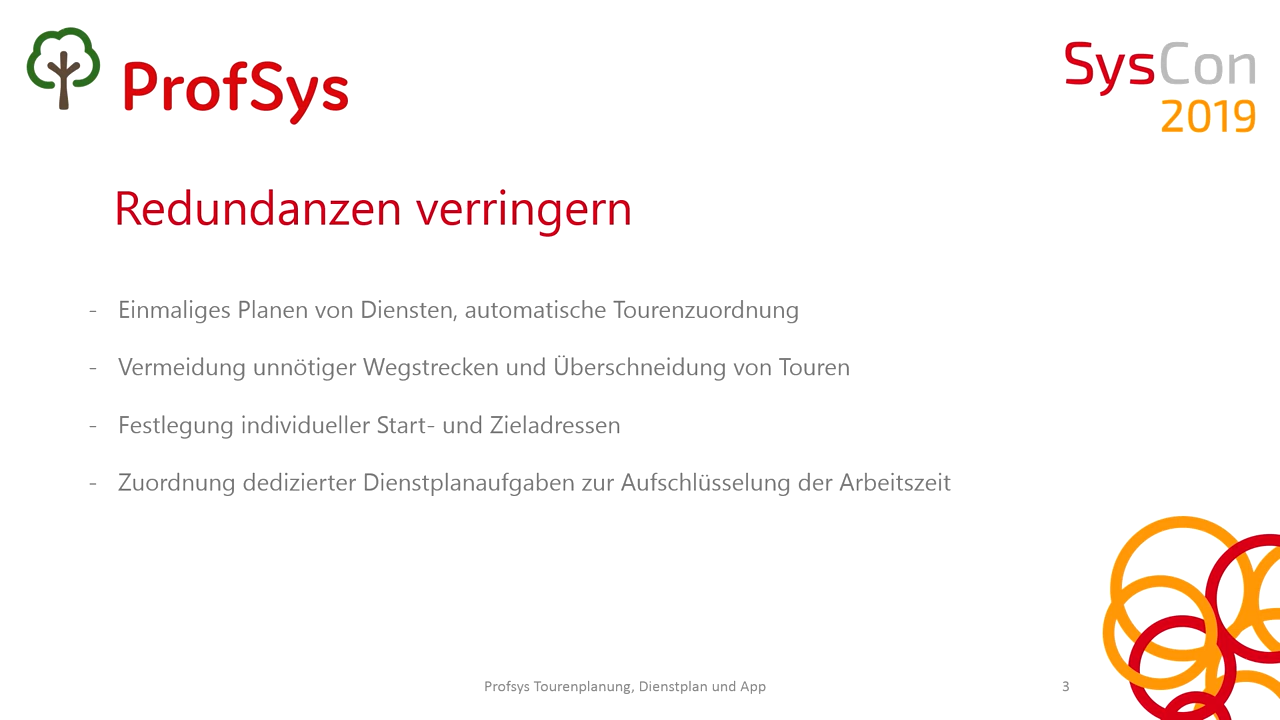 ProfSys
SysCon
2019
Redundanzen verringern
- Einmaliges Planen von Diensten, automatische Tourenzuordnung
- Vermeidung unnötiger Wegstrecken und Überschneidung von Touren
- Festlegung individueller Start- und Zieladressen
- Zuordnung dedizierter Dienstplanaufgaben zur Aufschlüsselung der Arbeitszeit
Profsys Tourenplanung, Dienstplan und App
3